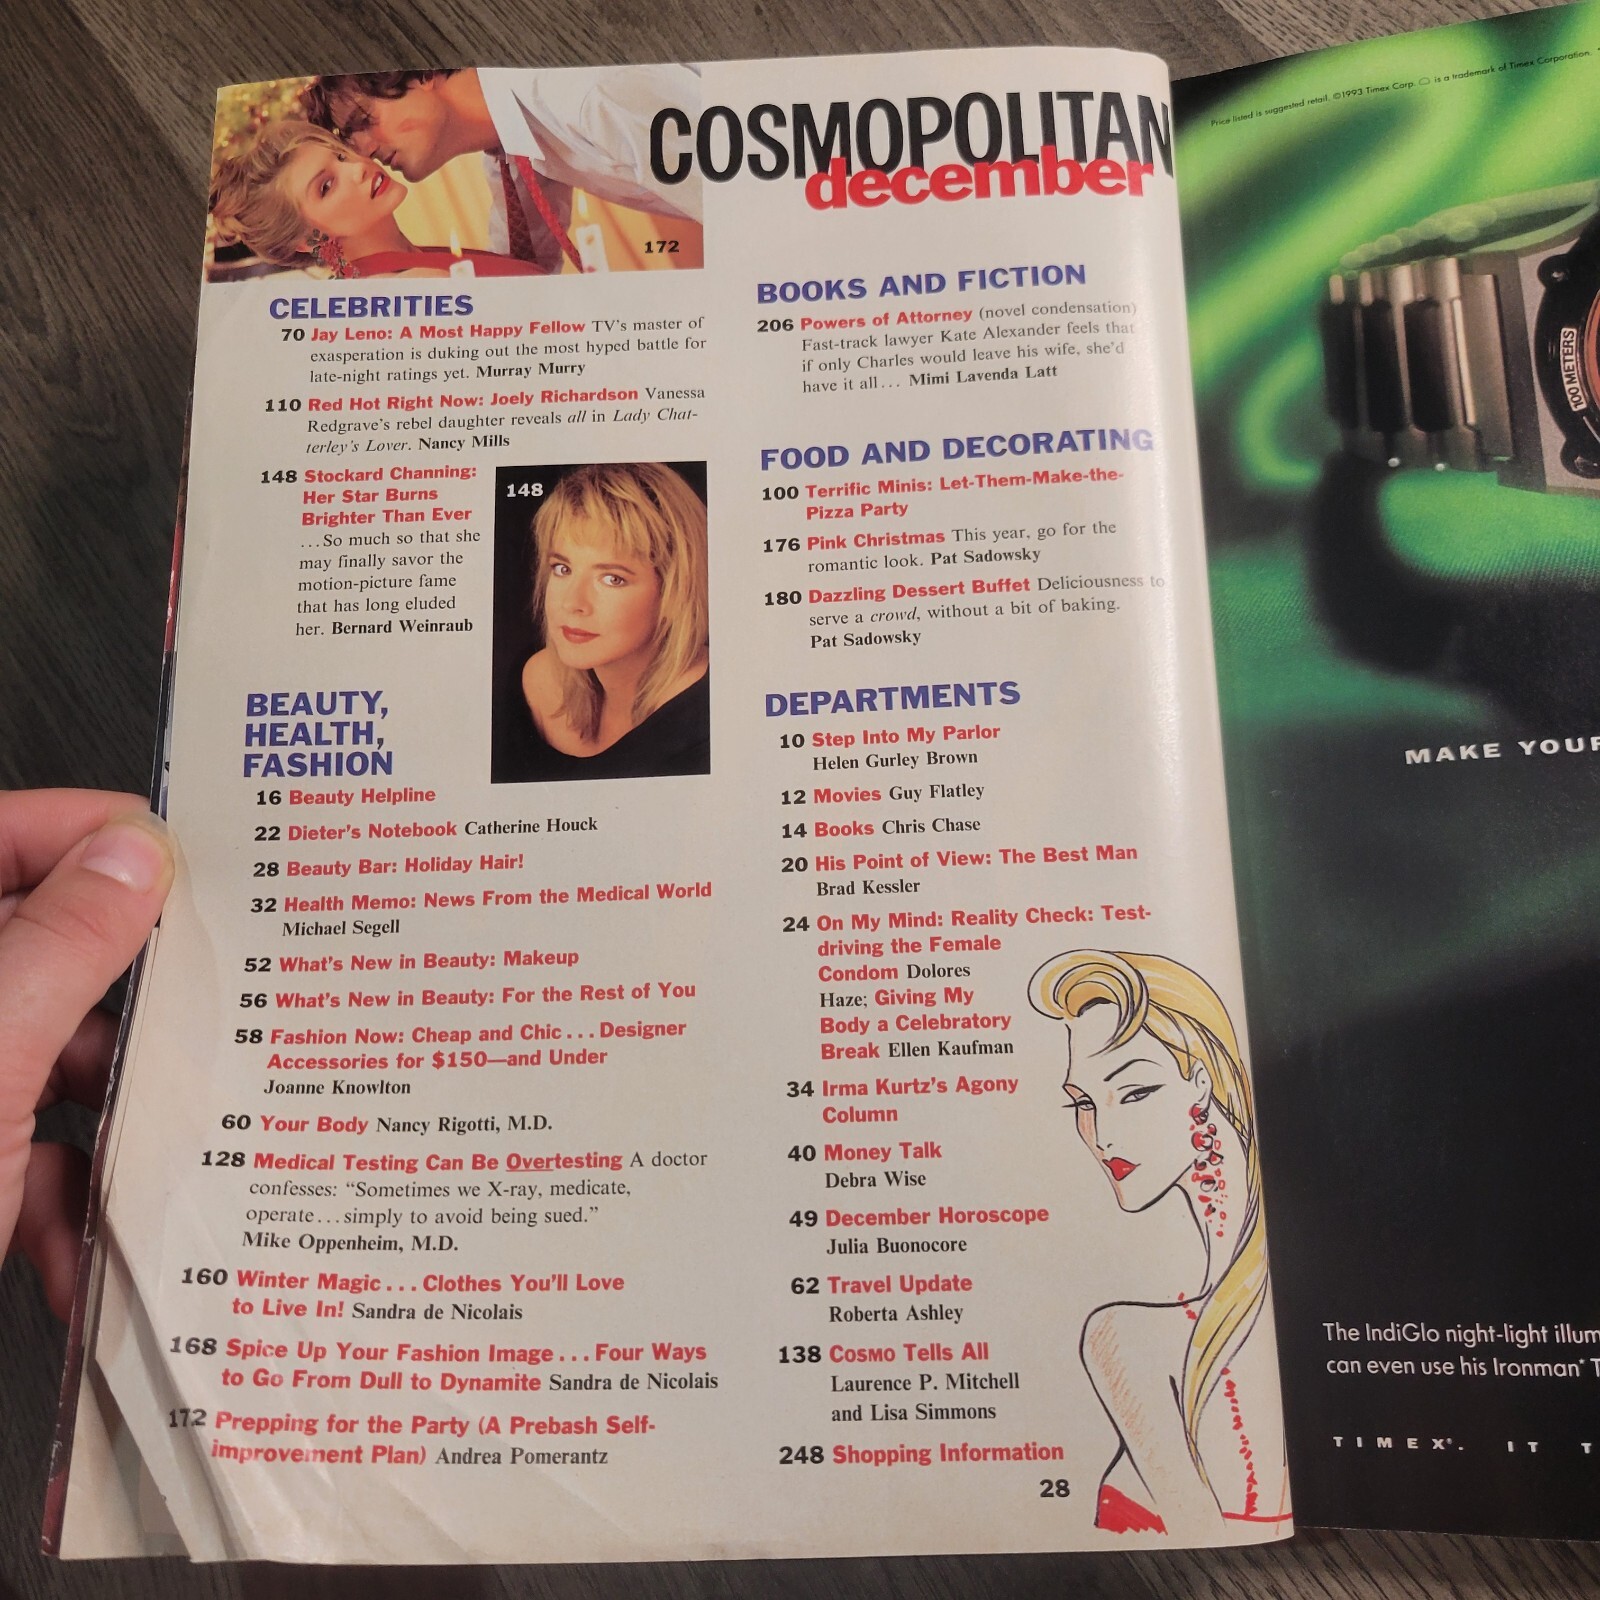 COSMOPOLITAN
december
172
CELEBRITIES
70 Jay Leno: A Most Happy Fellow TV's master of
exasperation is duking out the most hyped battle for
late-night ratings yet. Murray Murry
110 Red Hot Right Now: Joely Richardson Vanessa
Redgrave's rebel daughter reveals all in Lady Chat-
terley's Lover. Nancy Mills
148 Stockard Channing:
Her Star Burns
Brighter Than Ever
...So much so that she
may finally savor the
motion-picture fame
that has long eluded
her. Bernard Weinraub
148
BEAUTY,
HEALTH,
FASHION
16 Beauty Helpline
22 Dieter's Notebook Catherine Houck
28 Beauty Bar: Holiday Hair!
32 Health Memo: News From the Medical World
Michael Segell
52 What's New in Beauty: Makeup
56 What's New in Beauty: For the Rest of You
58 Fashion Now: Cheap and Chic...Designer
Accessories for $150—and Under
Joanne Knowlton
60 Your Body Nancy Rigotti, M.D.
128 Medical Testing Can Be Overtesting A doctor
confesses: "Sometimes we X-ray, medicate,
operate...simply to avoid being sued."
Mike Oppenheim, M.D.
160 Winter Magic...Clothes You'll Love
to Live In! Sandra de Nicolais
168 Spice Up Your Fashion Image...Four Ways
to Go From Dull to Dynamite Sandra de Nicolais
172 Prepping for the Party (A Prebash Self-
improvement Plan) Andrea Pomerantz
BOOKS AND FICTION
206 Powers of Attorney (novel condensation)
Fast-track lawyer Kate Alexander feels that
if only Charles would leave his wife, she'd
have it all... Mimi Lavenda Latt
FOOD AND DECORATING
100 Terrific Minis: Let-Them-Make-the-
Pizza Party
176 Pink Christmas This year, go for the
romantic look. Pat Sadowsky
180 Dazzling Dessert Buffet Deliciousness to
serve a crowd, without a bit of baking.
Pat Sadowsky
DEPARTMENTS
10 Step Into My Parlor
Helen Gurley Brown
12 Movies Guy Flatley
14 Books Chris Chase
20 His Point of View: The Best Man
Brad Kessler
24 On My Mind: Reality Check: Test-
driving the Female
Condom Dolores
Haze; Giving My
Body a Celebratory
Break Ellen Kaufman
34 Irma Kurtz's Agony
Column
40 Money Talk
Debra Wise
49 December Horoscope
Julia Buonocore
62 Travel Update
Roberta Ashley
138 COSMO Tells All
Laurence P. Mitchell
and Lisa Simmons
248 Shopping Information
28
Price listed is suggested retail. ©1993 Timex Corp. is a trademark of Timex Corporation.
100 METERS
MAKE YOUR
The IndiGlo night-light illum
can even use his Ironman* T
TIMEX®. IT T